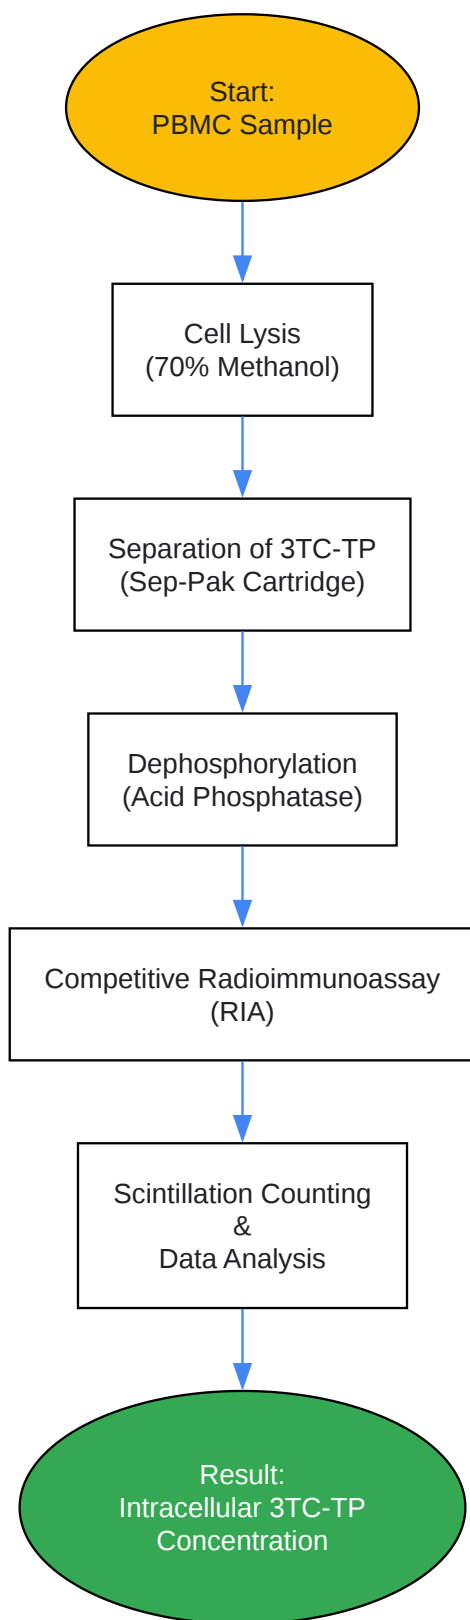 Start:
PBMC Sample
Cell Lysis
(70% Methanol)
Separation of 3TC-TP
(Sep-Pak Cartridge)
Dephosphorylation
(Acid Phosphatase)
Competitive Radioimmunoassay
(RIA)
Scintillation Counting
&
Data Analysis
Result:
Intracellular 3TC-TP
Concentration